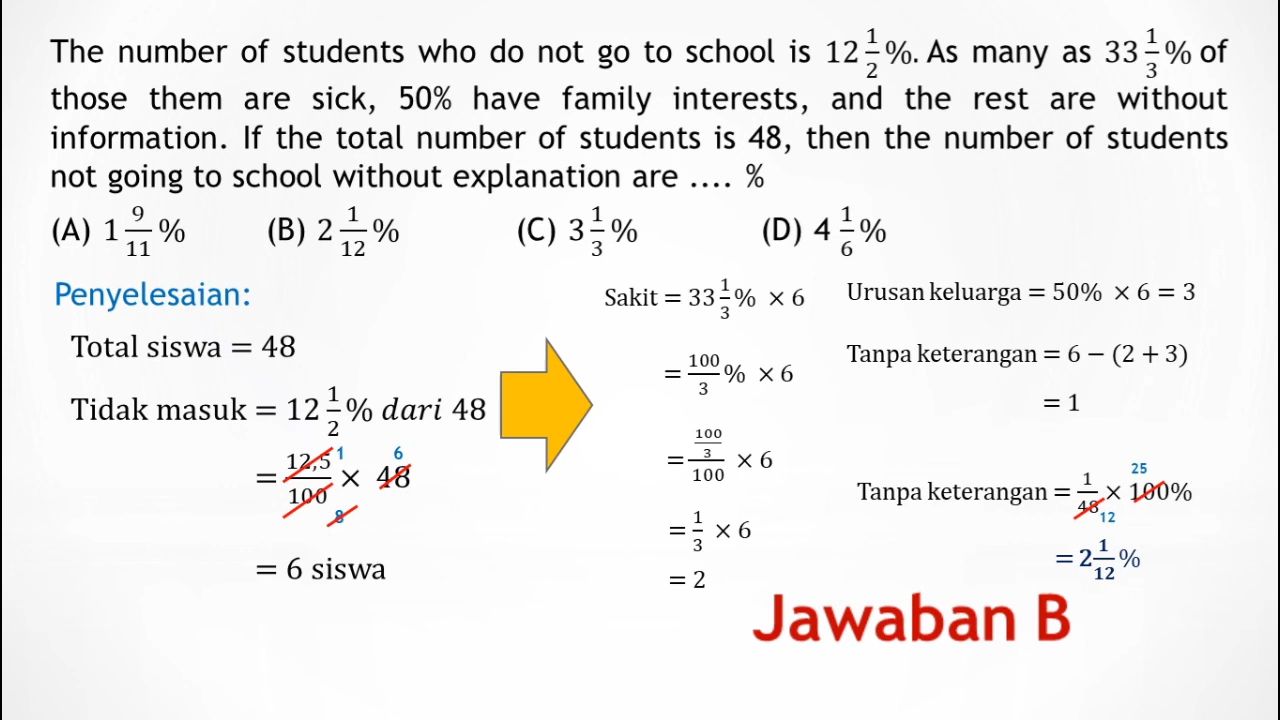 The number of students who do not go to school is 12 1/2 %. As many as 33 1/3 % of
those them are sick, 50% have family interests, and the rest are without
information. If the total number of students is 48, then the number of students
not going to school without explanation are .... %
(A) 1 9/11 % (B) 2 1/12 % (C) 3 1/3 % (D) 4 1/6 %
Penyelesaian:
Total siswa = 48
Tidak masuk = 12 1/2 % dari 48
= 12,5/100 × 48
1 8 6
= 6 siswa
Sakit = 33 1/3 % × 6
= 100/3 % × 6
= (100/3)/100 × 6
= 1/3 × 6
= 2
Urusan keluarga = 50% × 6 = 3
Tanpa keterangan = 6 − (2 + 3)
= 1
25
Tanpa keterangan = 1/48 × 100%
12
= 2 1/12 %
Jawaban B